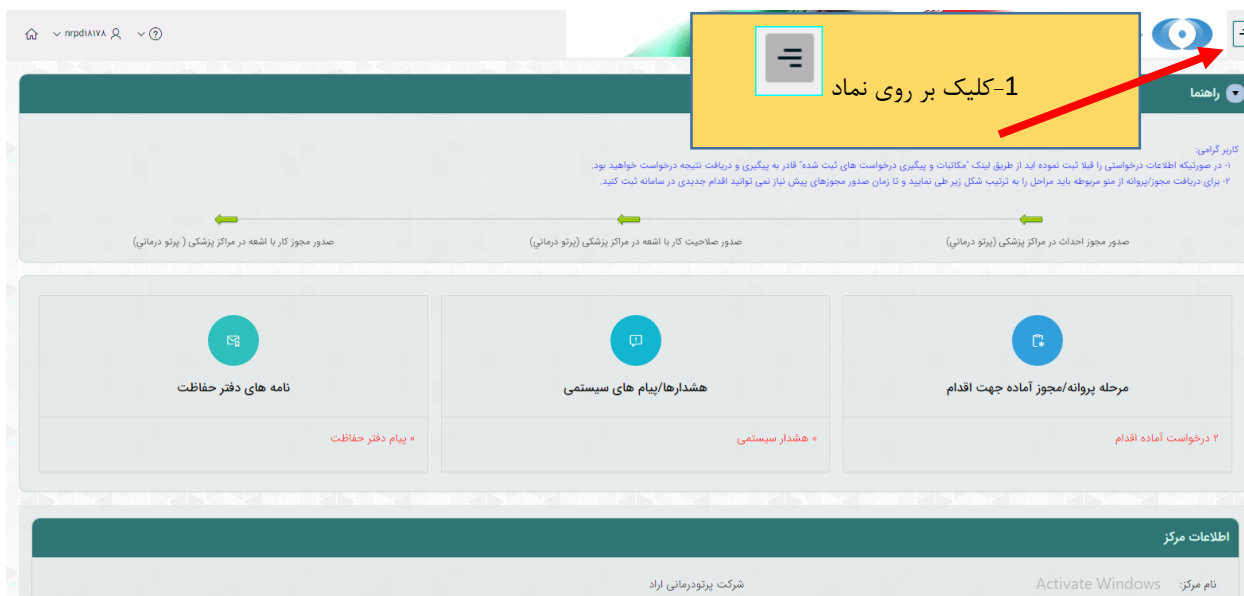 nrpd۱۸۱۷۸
1-کلیک بر روی نماد
راهنما
کاربر گرامی:
۱- در صورتیکه اطلاعات درخواستی را قبلا ثبت نموده اید از طریق لینک "مکاتبات و پیگیری درخواست های ثبت شده" قادر به پیگیری و دریافت نتیجه درخواست خواهید بود.
۲- برای دریافت مجوز/پروانه از منو مربوطه باید مراحل را به ترتیب شکل زیر طی نمایید و تا زمان صدور مجوزهای پیش نیاز نمی توانید اقدام جدیدی در سامانه ثبت کنید.
صدور مجوز احداث در مراکز پزشکی (پرتو درماني)
صدور صلاحیت کار با اشعه در مراکز پزشکی (پرتو درماني)
صدور مجوز کار با اشعه در مراکز پزشکی ( پرتو درماني)
مرحله پروانه/مجوز آماده جهت اقدام
هشدارها/پیام های سیستمی
نامه های دفتر حفاظت
۲ درخواست آماده اقدام
۰ هشدار سیستمی
۰ پیام دفتر حفاظت
اطلاعات مرکز
نام مرکز:
شرکت پرتودرمانی اراد
Activate Windows